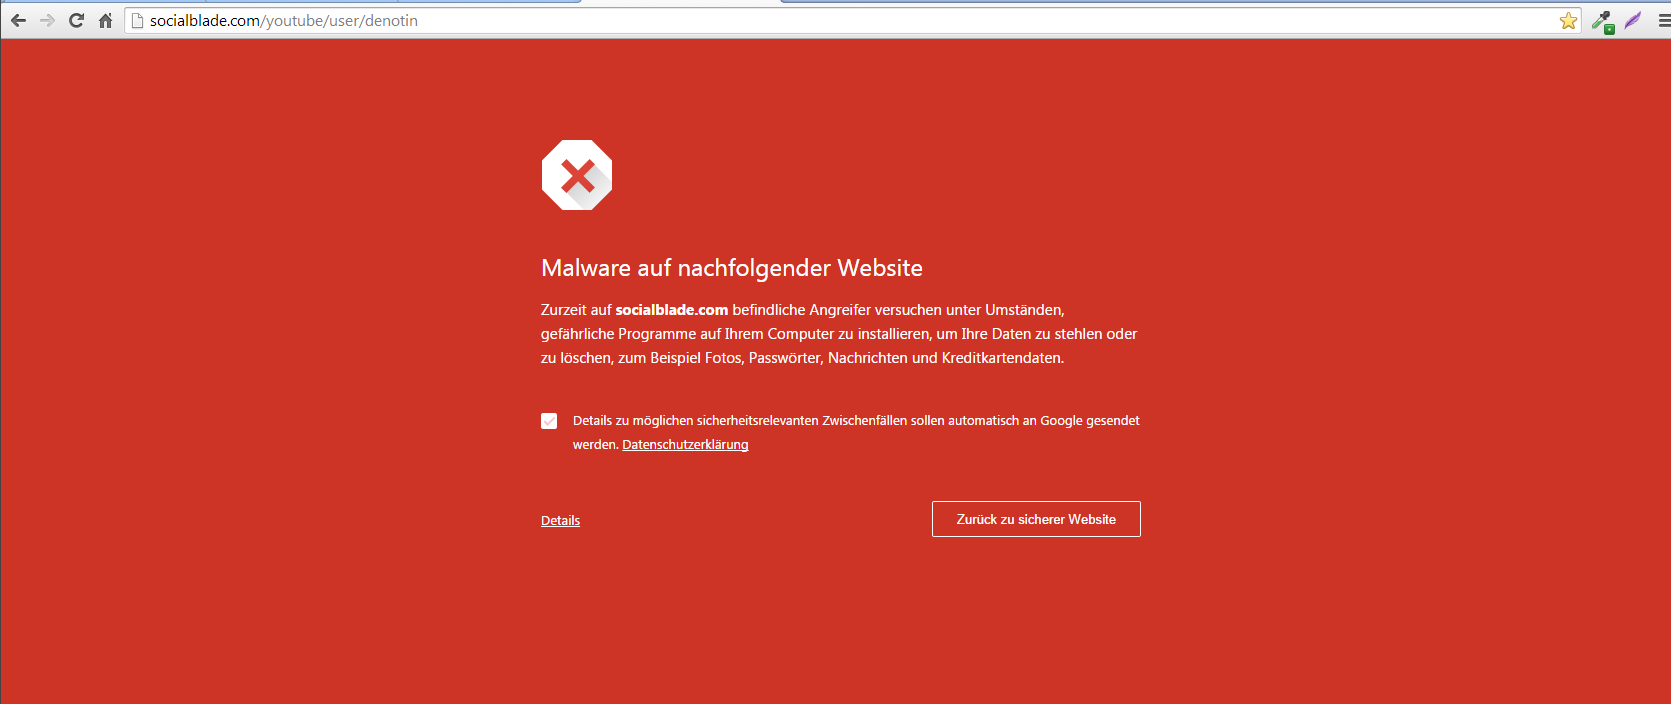 socialblade.com/youtube/user/denotin
Malware auf nachfolgender Website
Zurzeit auf socialblade.com befindliche Angreifer versuchen unter Umständen,
gefährliche Programme auf Ihrem Computer zu installieren, um Ihre Daten zu stehlen oder
zu löschen, zum Beispiel Fotos, Passwörter, Nachrichten und Kreditkartendaten.
Details zu möglichen sicherheitsrelevanten Zwischenfällen sollen automatisch an Google gesendet
werden. Datenschutzerklärung
Details
Zurück zu sicherer Website